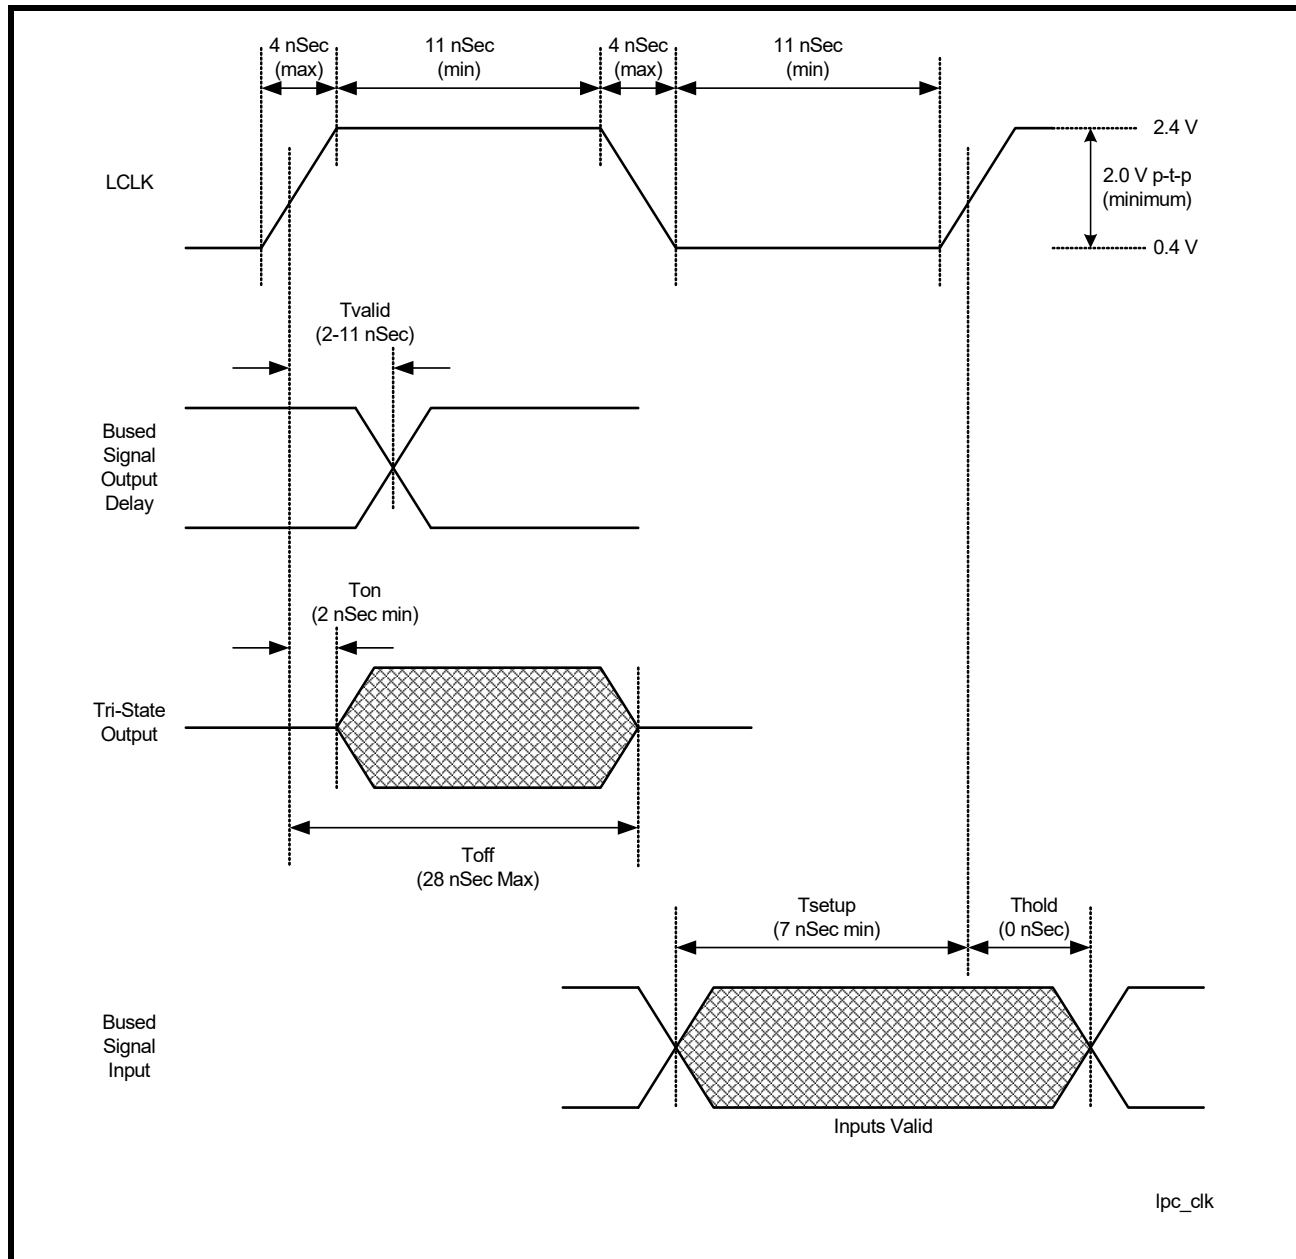 4 nSec
(max)
11 nSec
(min)
4 nSec
(max)
11 nSec
(min)
LCLK
2.4 V
2.0 V p-t-p
(minimum)
0.4 V
Tvalid
(2-11 nSec)
Bused
Signal
Output
Delay
Ton
(2 nSec min)
Tri-State
Output
Toff
(28 nSec Max)
Tsetup
(7 nSec min)
Thold
(0 nSec)
Bused
Signal
Input
Inputs Valid
lpc_clk